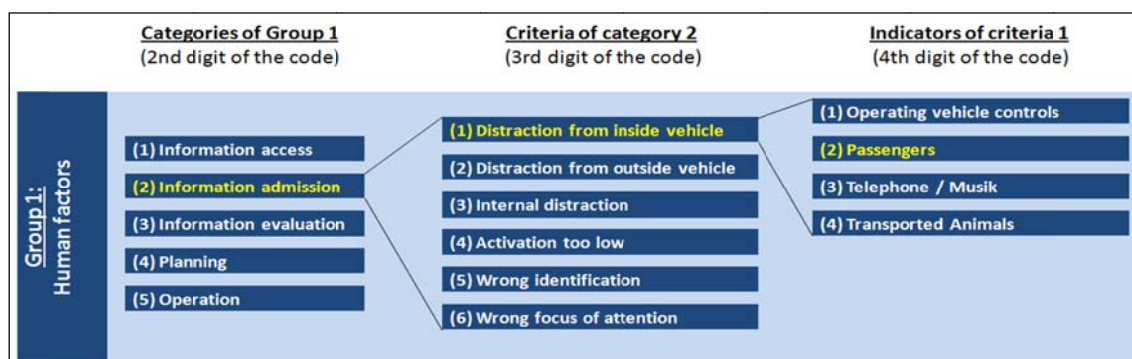 Categories of Group 1
(2nd digit of the code)
Criteria of category 2
(3rd digit of the code)
Indicators of criteria 1
(4th digit of the code)
Group 1:
Human factors
(1) Information access
(2) Information admission
(3) Information evaluation
(4) Planning
(5) Operation
(1) Distraction from inside vehicle
(2) Distraction from outside vehicle
(3) Internal distraction
(4) Activation too low
(5) Wrong identification
(6) Wrong focus of attention
(1) Operating vehicle controls
(2) Passengers
(3) Telephone / Musik
(4) Transported Animals